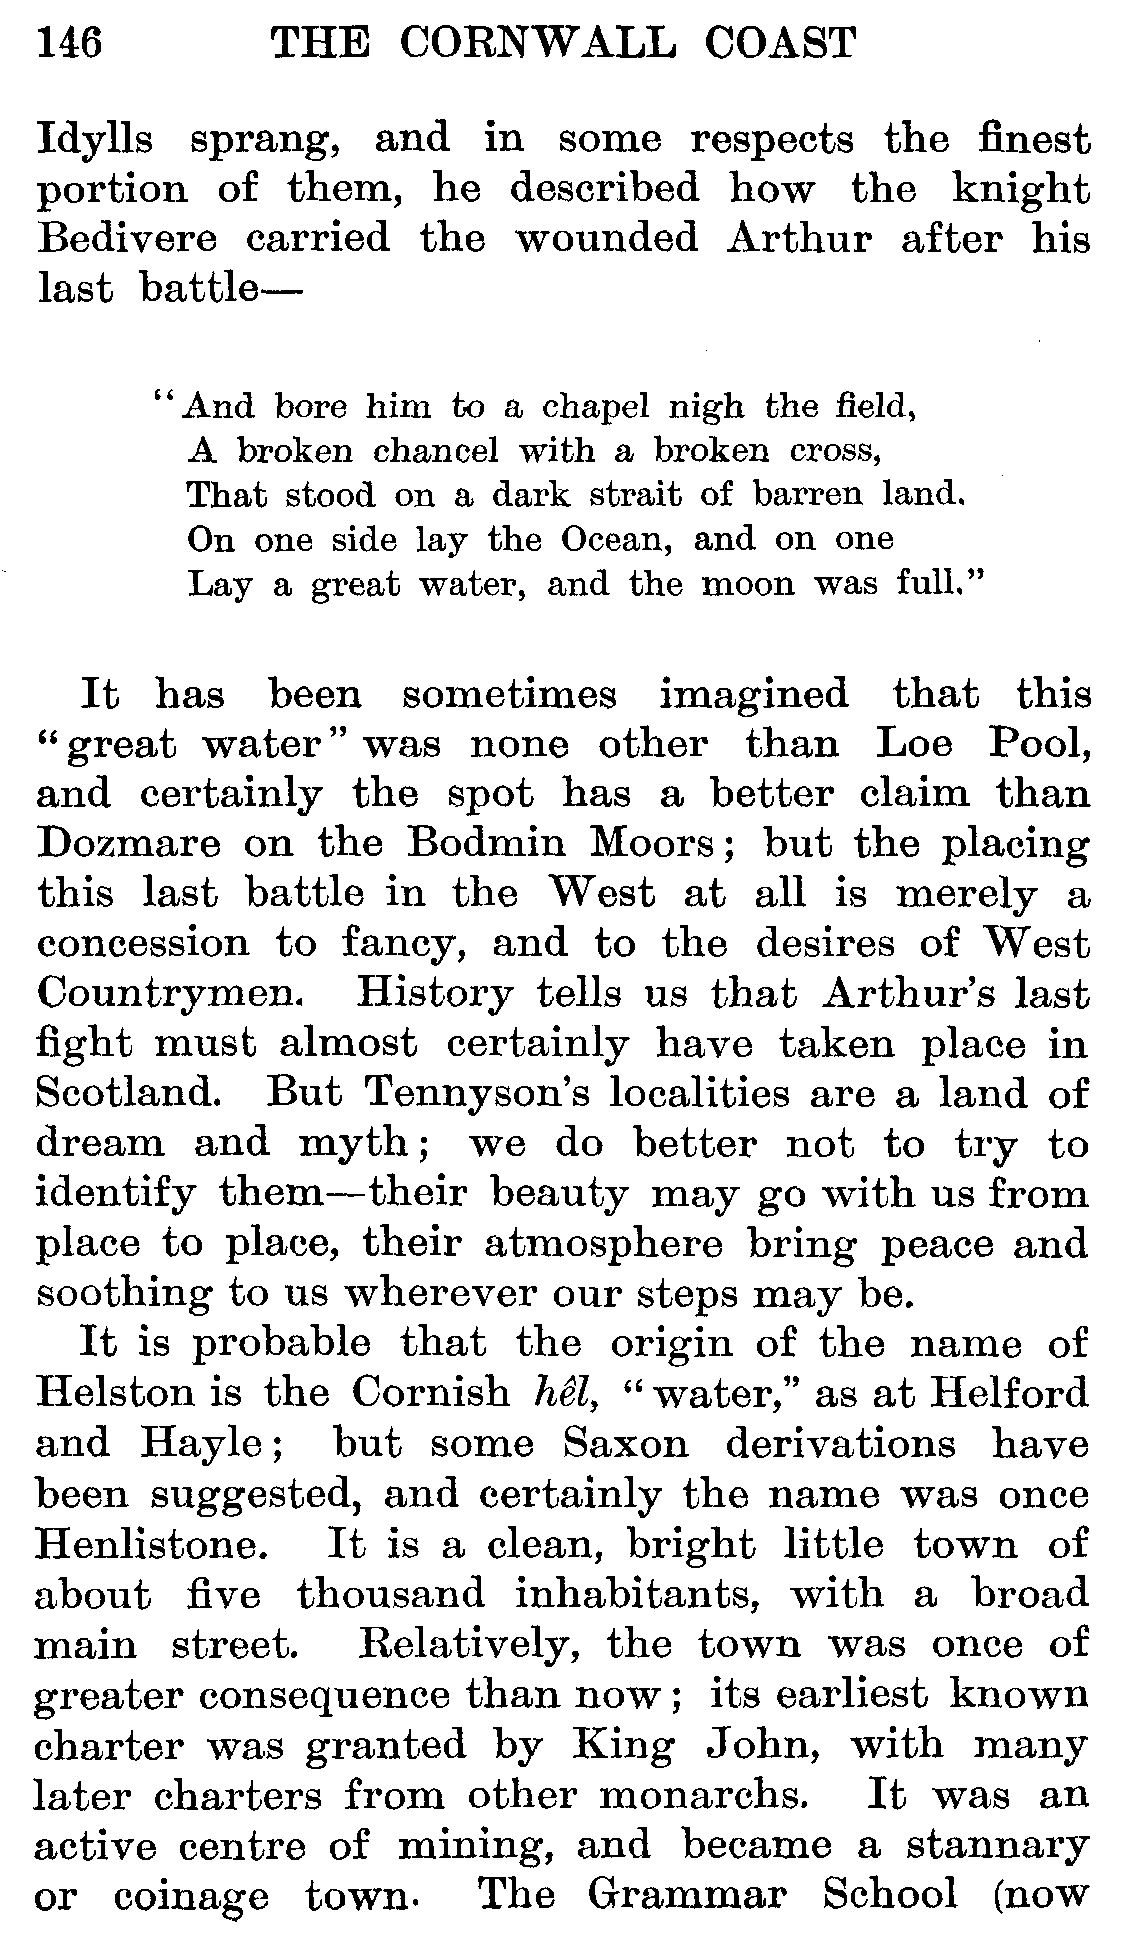 146 THE CORNWALL COAST
Idylls sprang, and in some respects the finest
portion of them, he described how the knight
Bedivere carried the wounded Arthur after his
last battle—
“And bore him to a chapel nigh the field,
A broken chancel with a broken cross,
That stood on a dark strait of barren land.
On one side lay the Ocean, and on one
Lay a great water, and the moon was full.”
It has been sometimes imagined that this
“great water” was none other than Loe Pool,
and certainly the spot has a better claim than
Dozmare on the Bodmin Moors; but the placing
this last battle in the West at all is merely a
concession to fancy, and to the desires of West
Countrymen. History tells us that Arthur's last
fight must almost certainly have taken place in
Scotland. But Tennyson's localities are a land of
dream and myth; we do better not to try to
identify them—their beauty may go with us from
place to place, their atmosphere bring peace and
soothing to us wherever our steps may be.
It is probable that the origin of the name of
Helston is the Cornish hêl, “water,” as at Helford
and Hayle; but some Saxon derivations have
been suggested, and certainly the name was once
Henlistone. It is a clean, bright little town of
about five thousand inhabitants, with a broad
main street. Relatively, the town was once of
greater consequence than now; its earliest known
charter was granted by King John, with many
later charters from other monarchs. It was an
active centre of mining, and became a stannary
or coinage town. The Grammar School (now